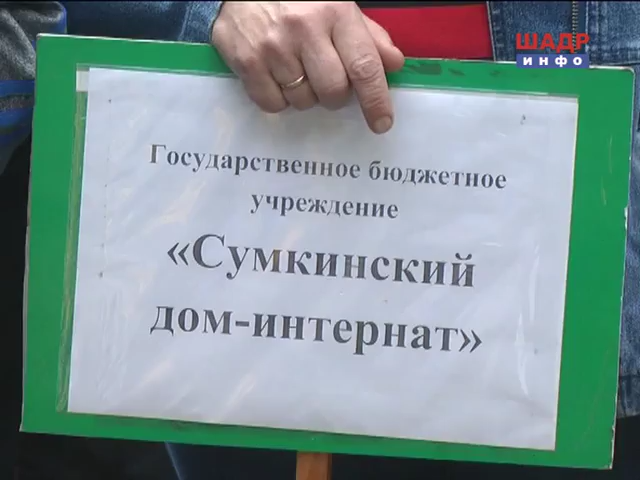 ШАДР
инфо
Государственное бюджетное
учреждение
«Сумкинский
дом-интернат»